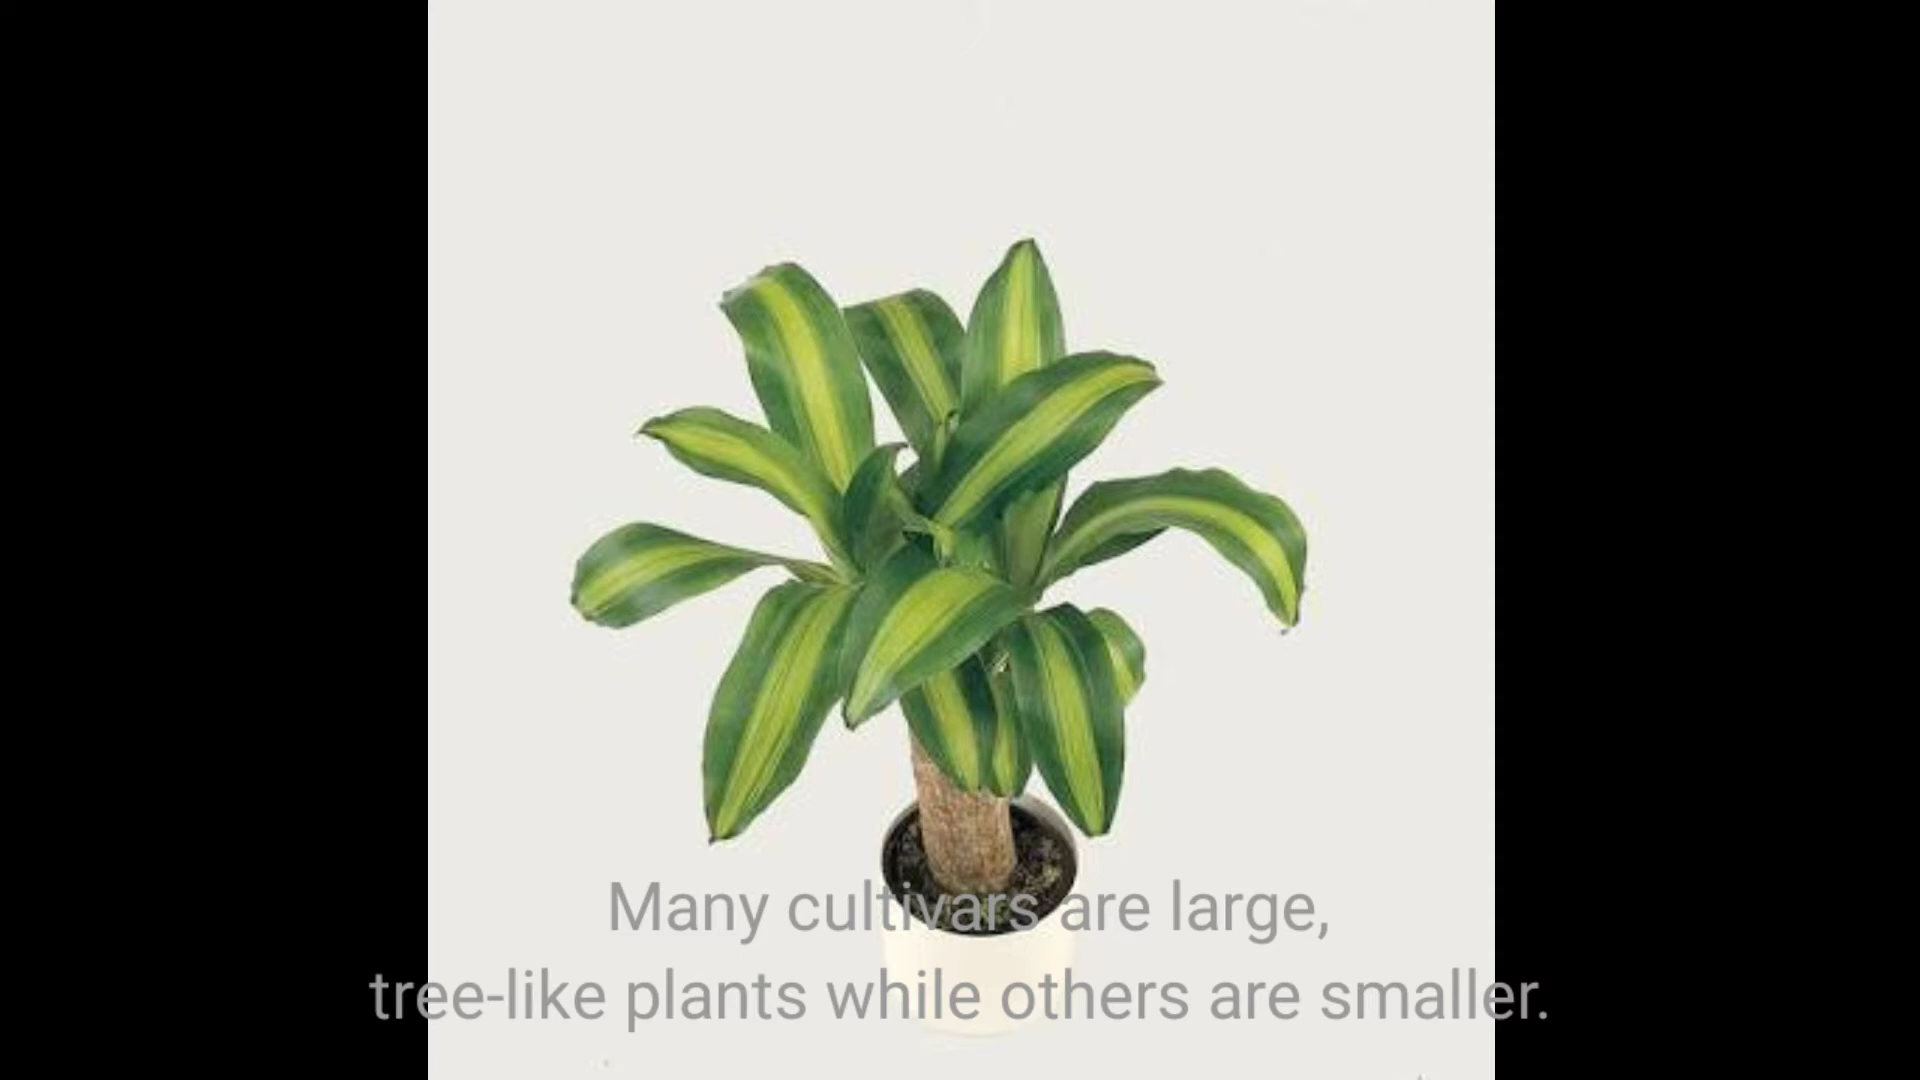 Many cultivars are large,
tree-like plants while others are smaller.